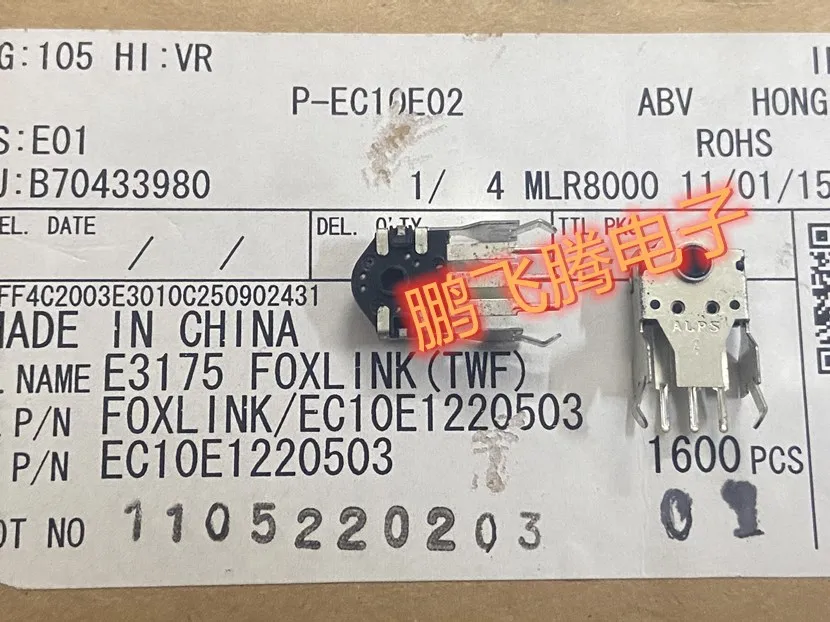 G:105 HI:VR
P-EC10E02
ABV HONG
S:E01
ROHS
U:B70433980
1/ 4 MLR8000 11/01/15
EL. DATE
/ /
DEL. Q'TY
TTL PK
鹏飞腾电子
FF4C2003E3010C250902431
MADE IN CHINA
ALPS
NAME E3175 FOXLINK(TWF)
P/N FOXLINK/EC10E1220503
P/N EC10E1220503
1600 PCS
OT NO 1105220203 01